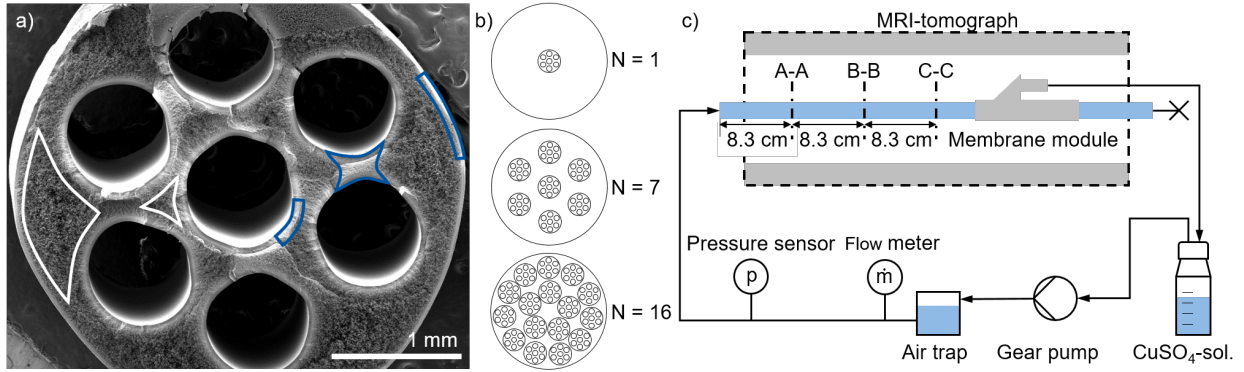 a)
1 mm
b)
N = 1
N = 7
N = 16
c)
MRI-tomograph
A-A B-B C-C
8.3 cm 8.3 cm 8.3 cm
Membrane module
Pressure sensor Flow meter
p ṁ
Air trap Gear pump CuSO₄-sol.